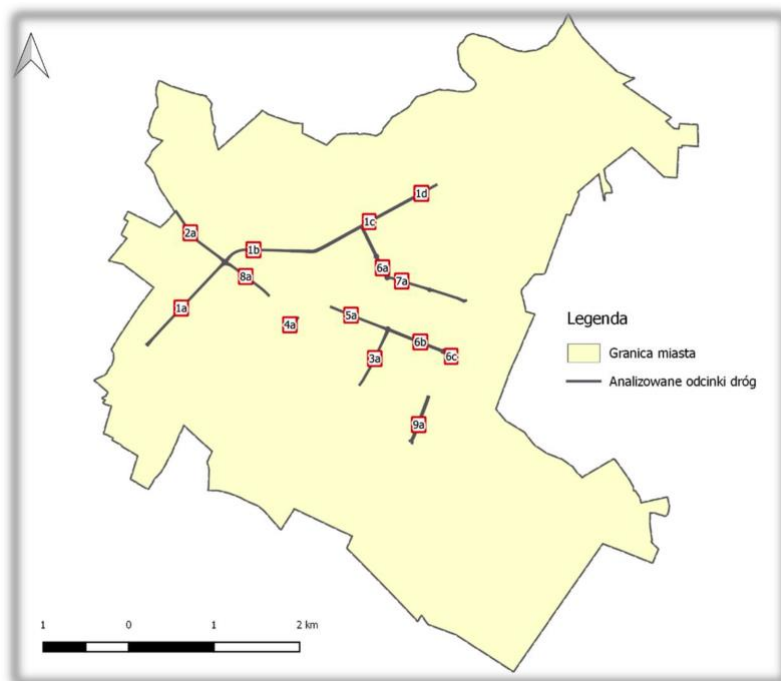 1d
1c
2a
1b
6a
8a
7a
1a
5a
4a
6b
3a
6c
9a
Legenda
Granica miasta
Analizowane odcinki dróg
1 0 1 2 km